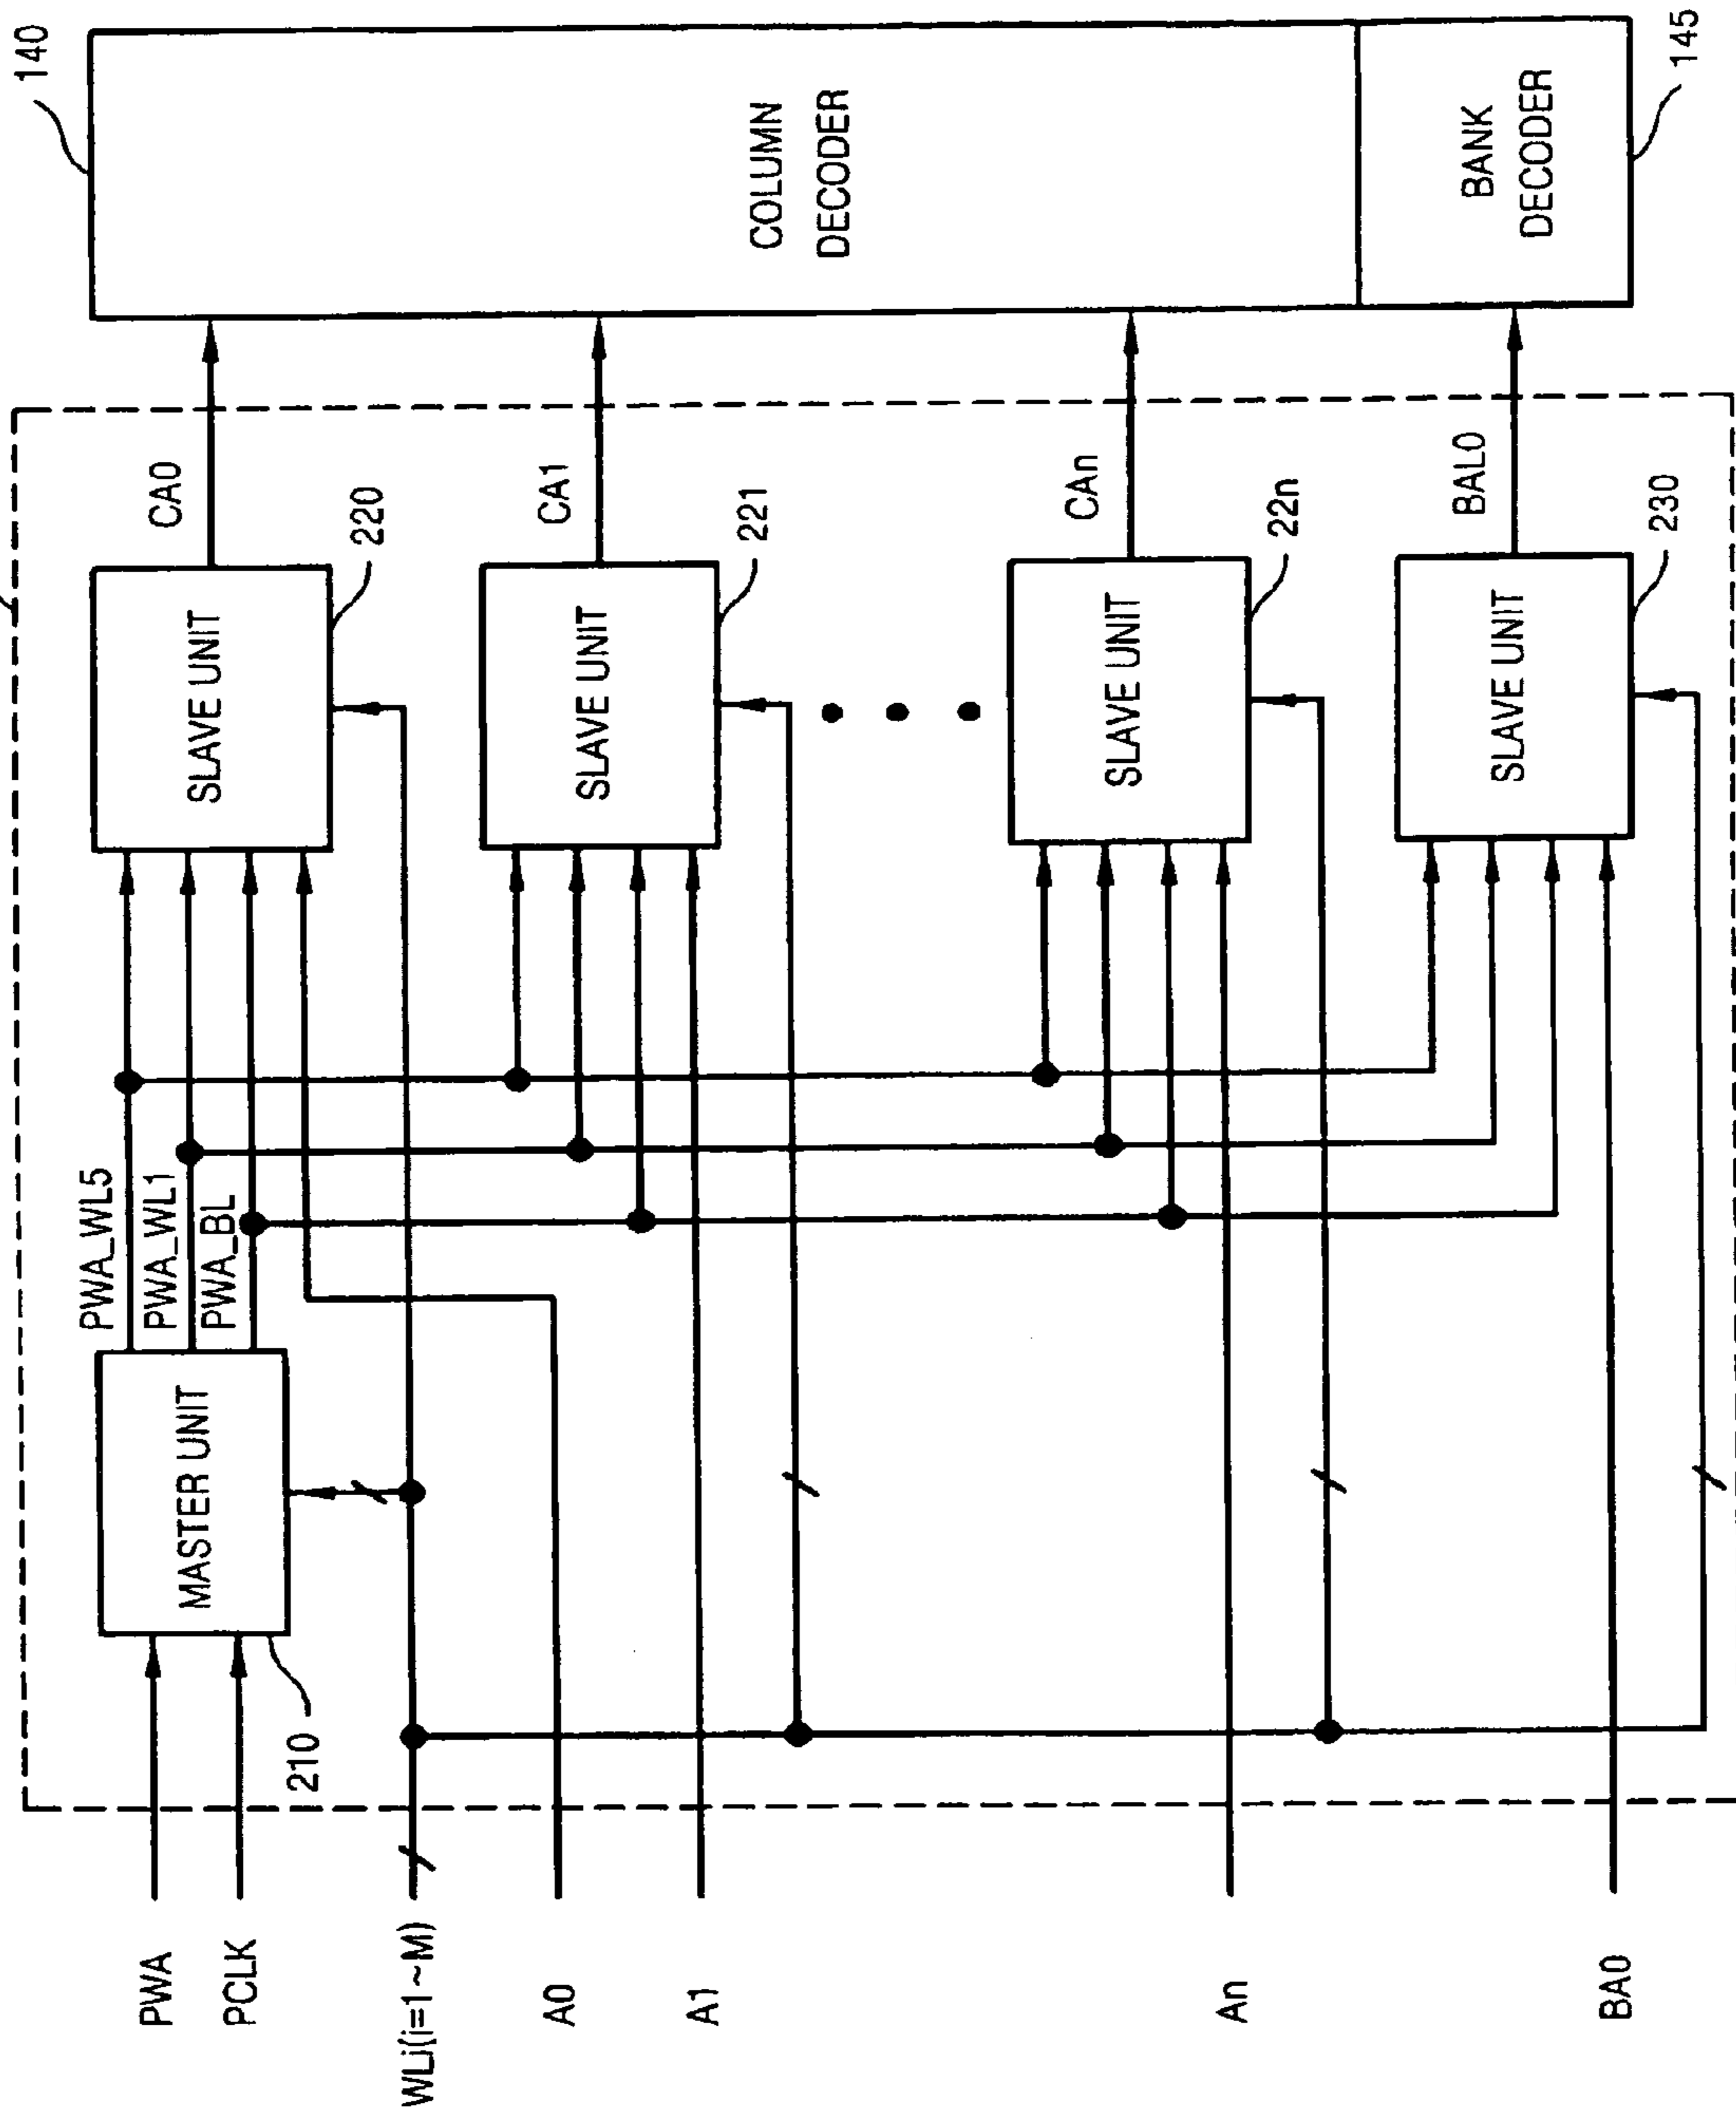 PWA
PCLK
WLi(i=1~M)
A0
A1
An
BA0
210
MASTER UNIT
PWA_WL5
PWA_WL1
PWA_BL
SLAVE UNIT
220
CA0
SLAVE UNIT
221
CA1
SLAVE UNIT
22n
CAn
SLAVE UNIT
230
BAL0
COLUMN
DECODER
140
BANK
DECODER
145